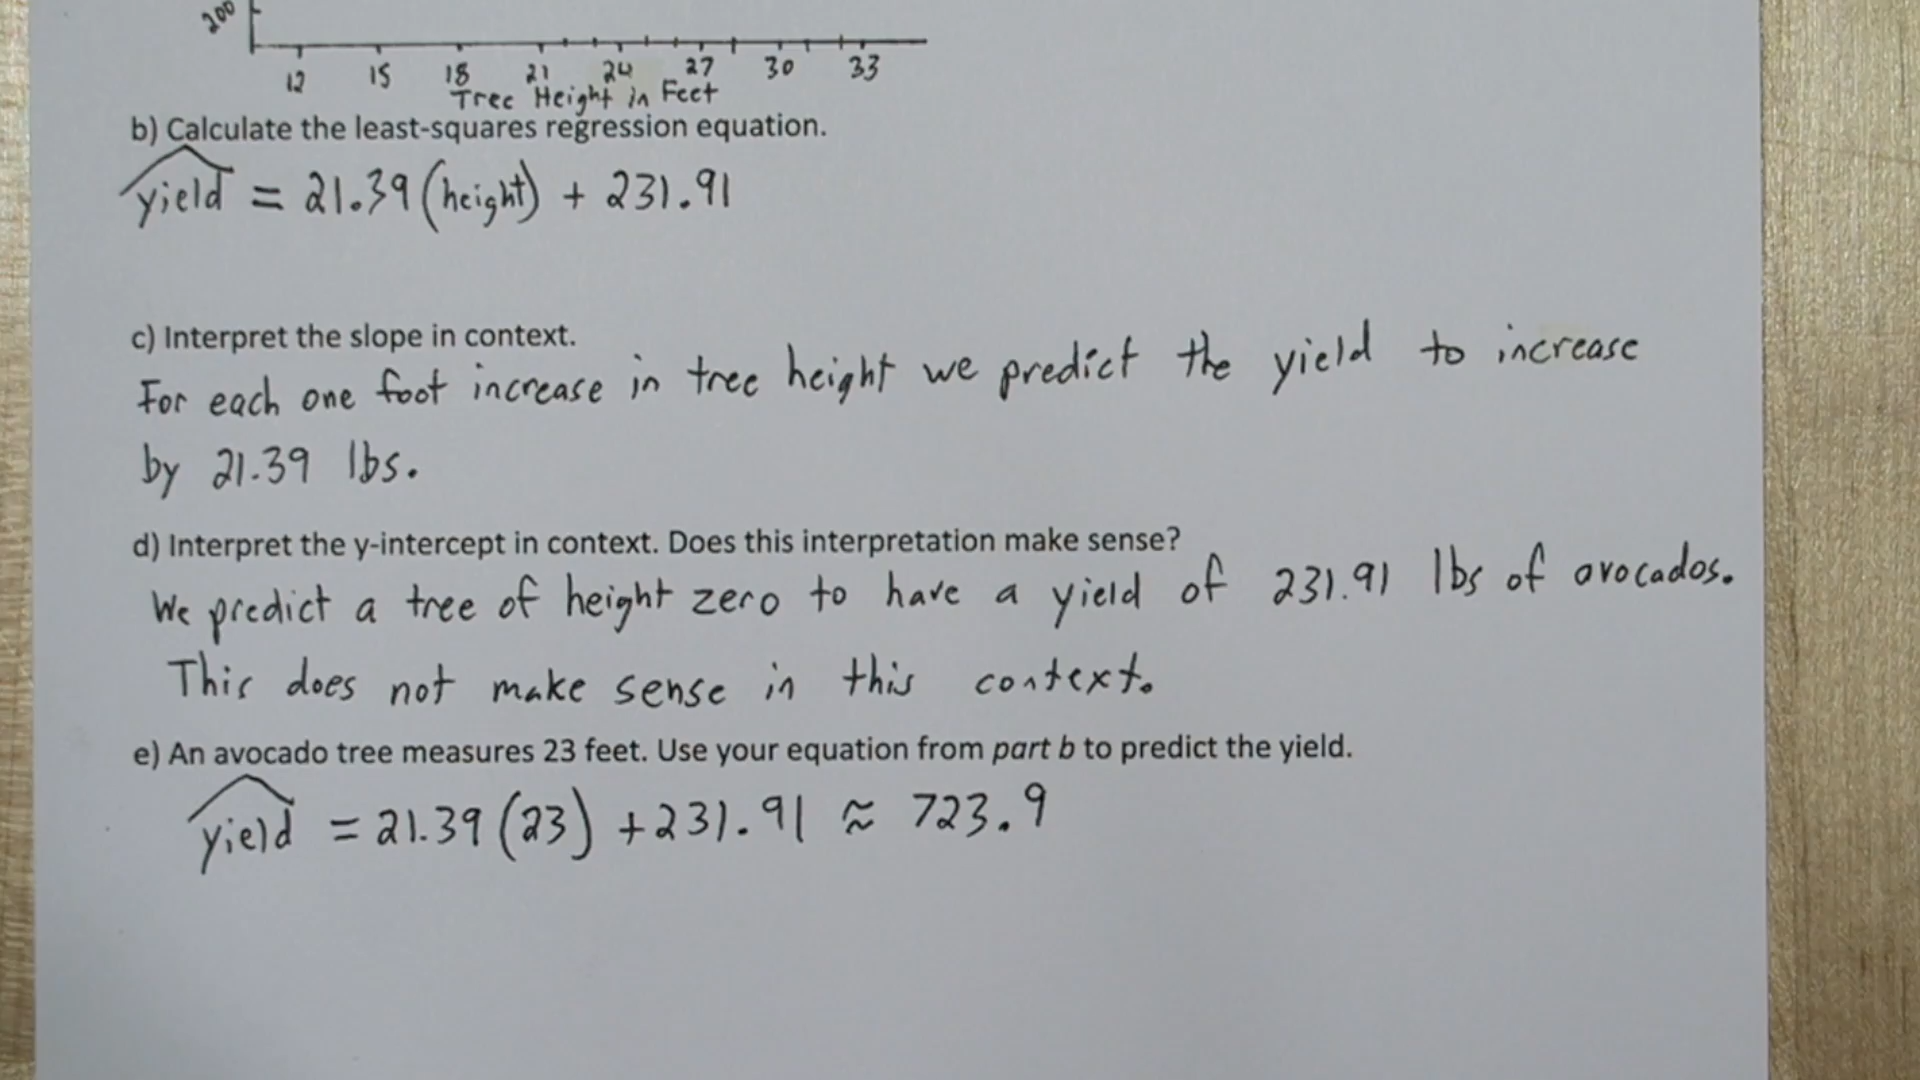 200
12 15 18 21 24 27 30 33
Tree Height in Feet
b) Calculate the least-squares regression equation.
yield = 21.39 (height) + 231.91
c) Interpret the slope in context.
For each one foot increase in tree height we predict the yield to increase
by 21.39 lbs.
d) Interpret the y-intercept in context. Does this interpretation make sense?
We predict a tree of height zero to have a yield of 231.91 lbs of avocados.
This does not make sense in this context.
e) An avocado tree measures 23 feet. Use your equation from part b to predict the yield.
yield = 21.39 (23) + 231.91 ≈ 723.9